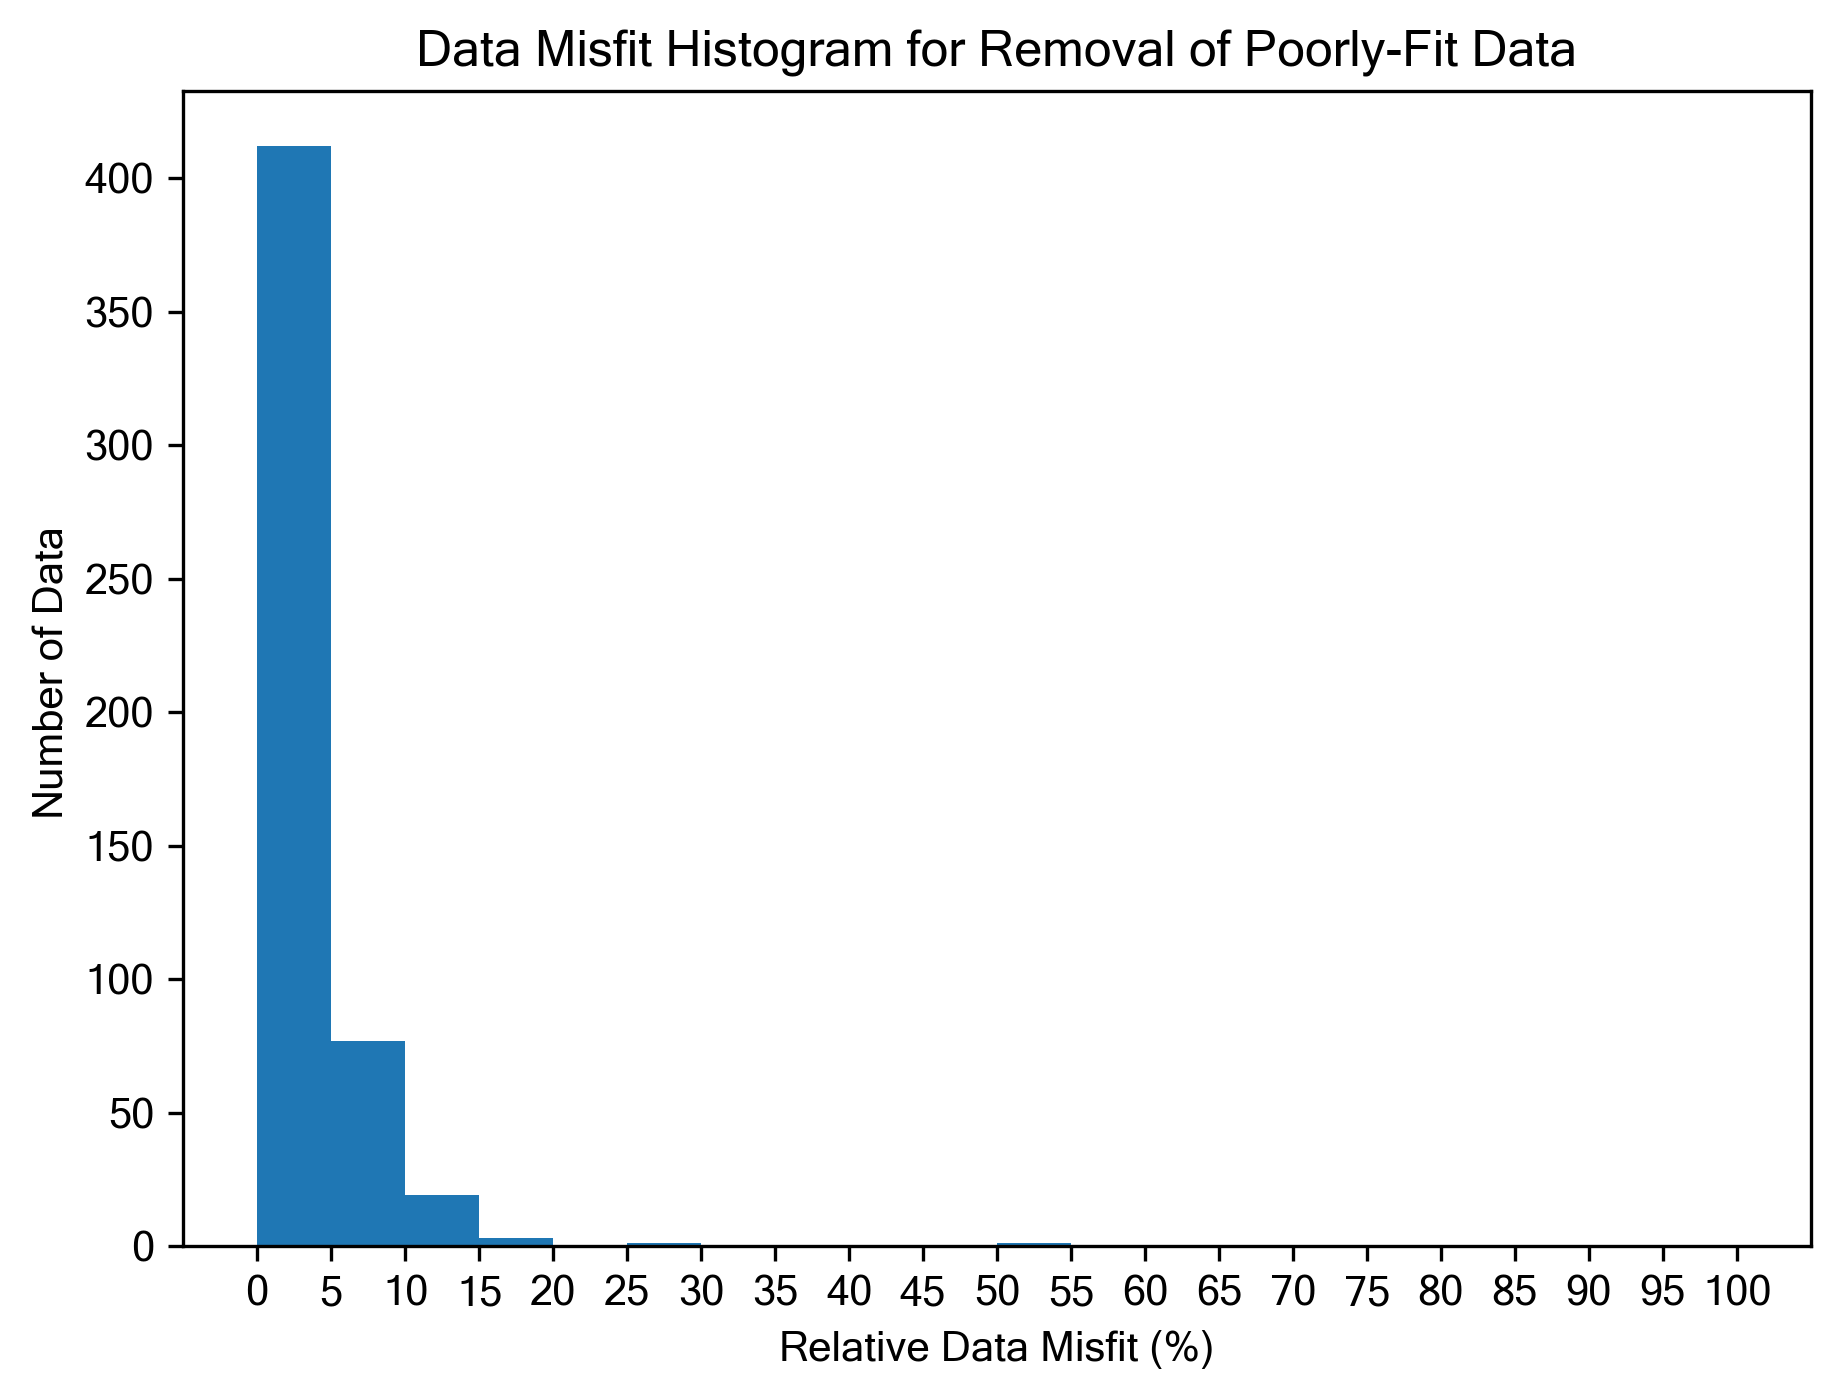 Data Misfit Histogram for Removal of Poorly-Fit Data
Number of Data
400
350
300
250
200
150
100
50
0
0 5 10 15 20 25 30 35 40 45 50 55 60 65 70 75 80 85 90 95 100
Relative Data Misfit (%)